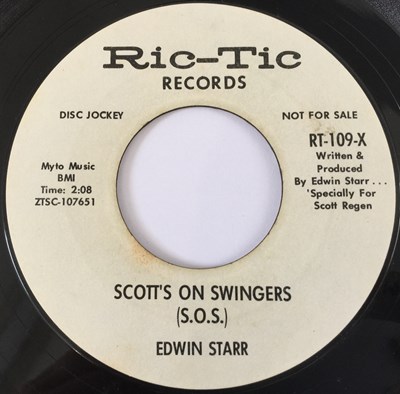 Ric-Tic
RECORDS
DISC JOCKEY
NOT FOR SALE
Myto Music
BMI
Time: 2:08
ZTSC-107651
RT-109-X
Written &
Produced
By Edwin Starr . . .
'Specially For
Scott Regen
SCOTT'S ON SWINGERS
(S.O.S.)
EDWIN STARR